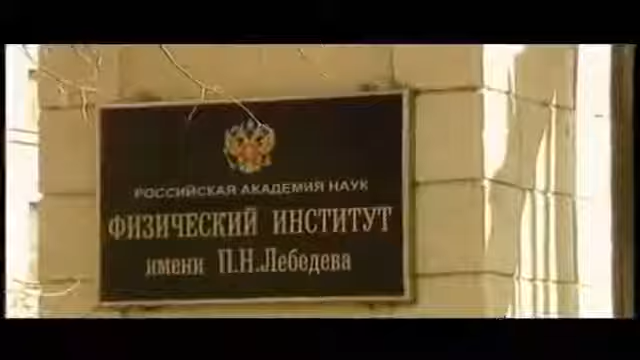 РОССИЙСКАЯ АКАДЕМИЯ НАУК
ФИЗИЧЕСКИЙ ИНСТИТУТ
имени П.Н.Лебедева